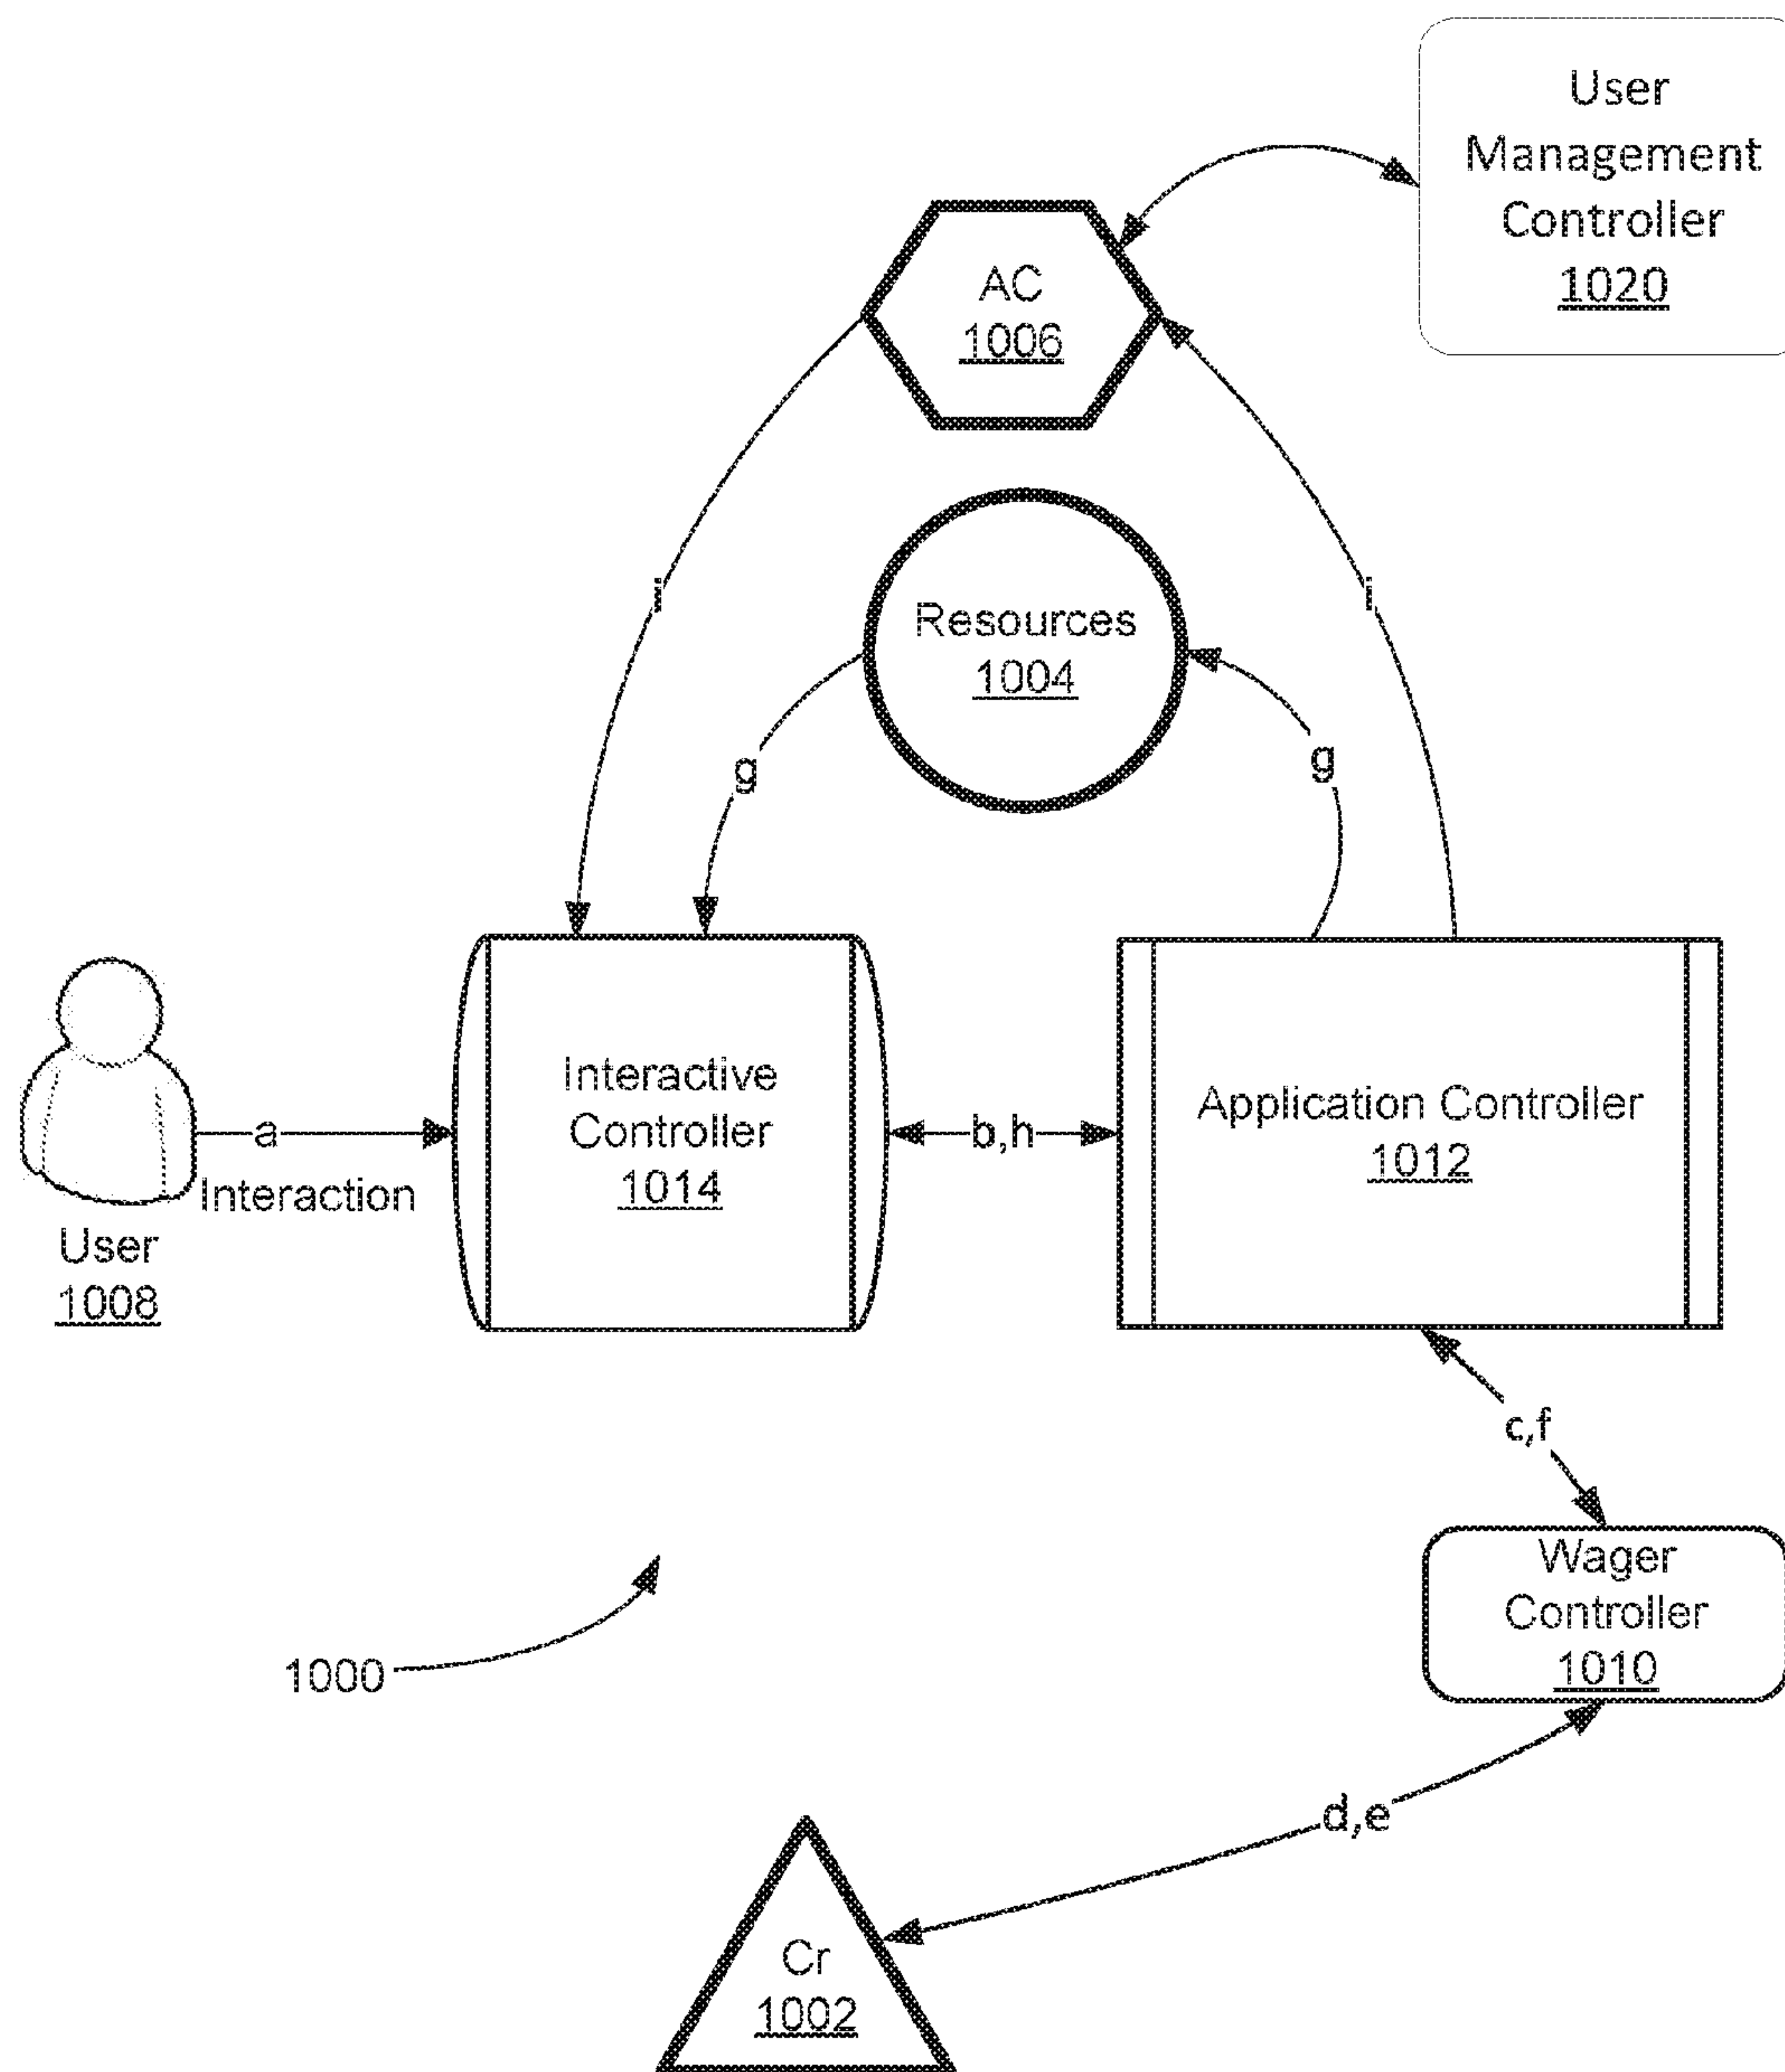 User
Management
Controller
1020
AC
1006
i
i
Resources
1004
g
g
Interactive
Controller
1014
Application Controller
1012
a
Interaction
b,h
User
1008
c,f
Wager
Controller
1010
1000
d,e
Cr
1002